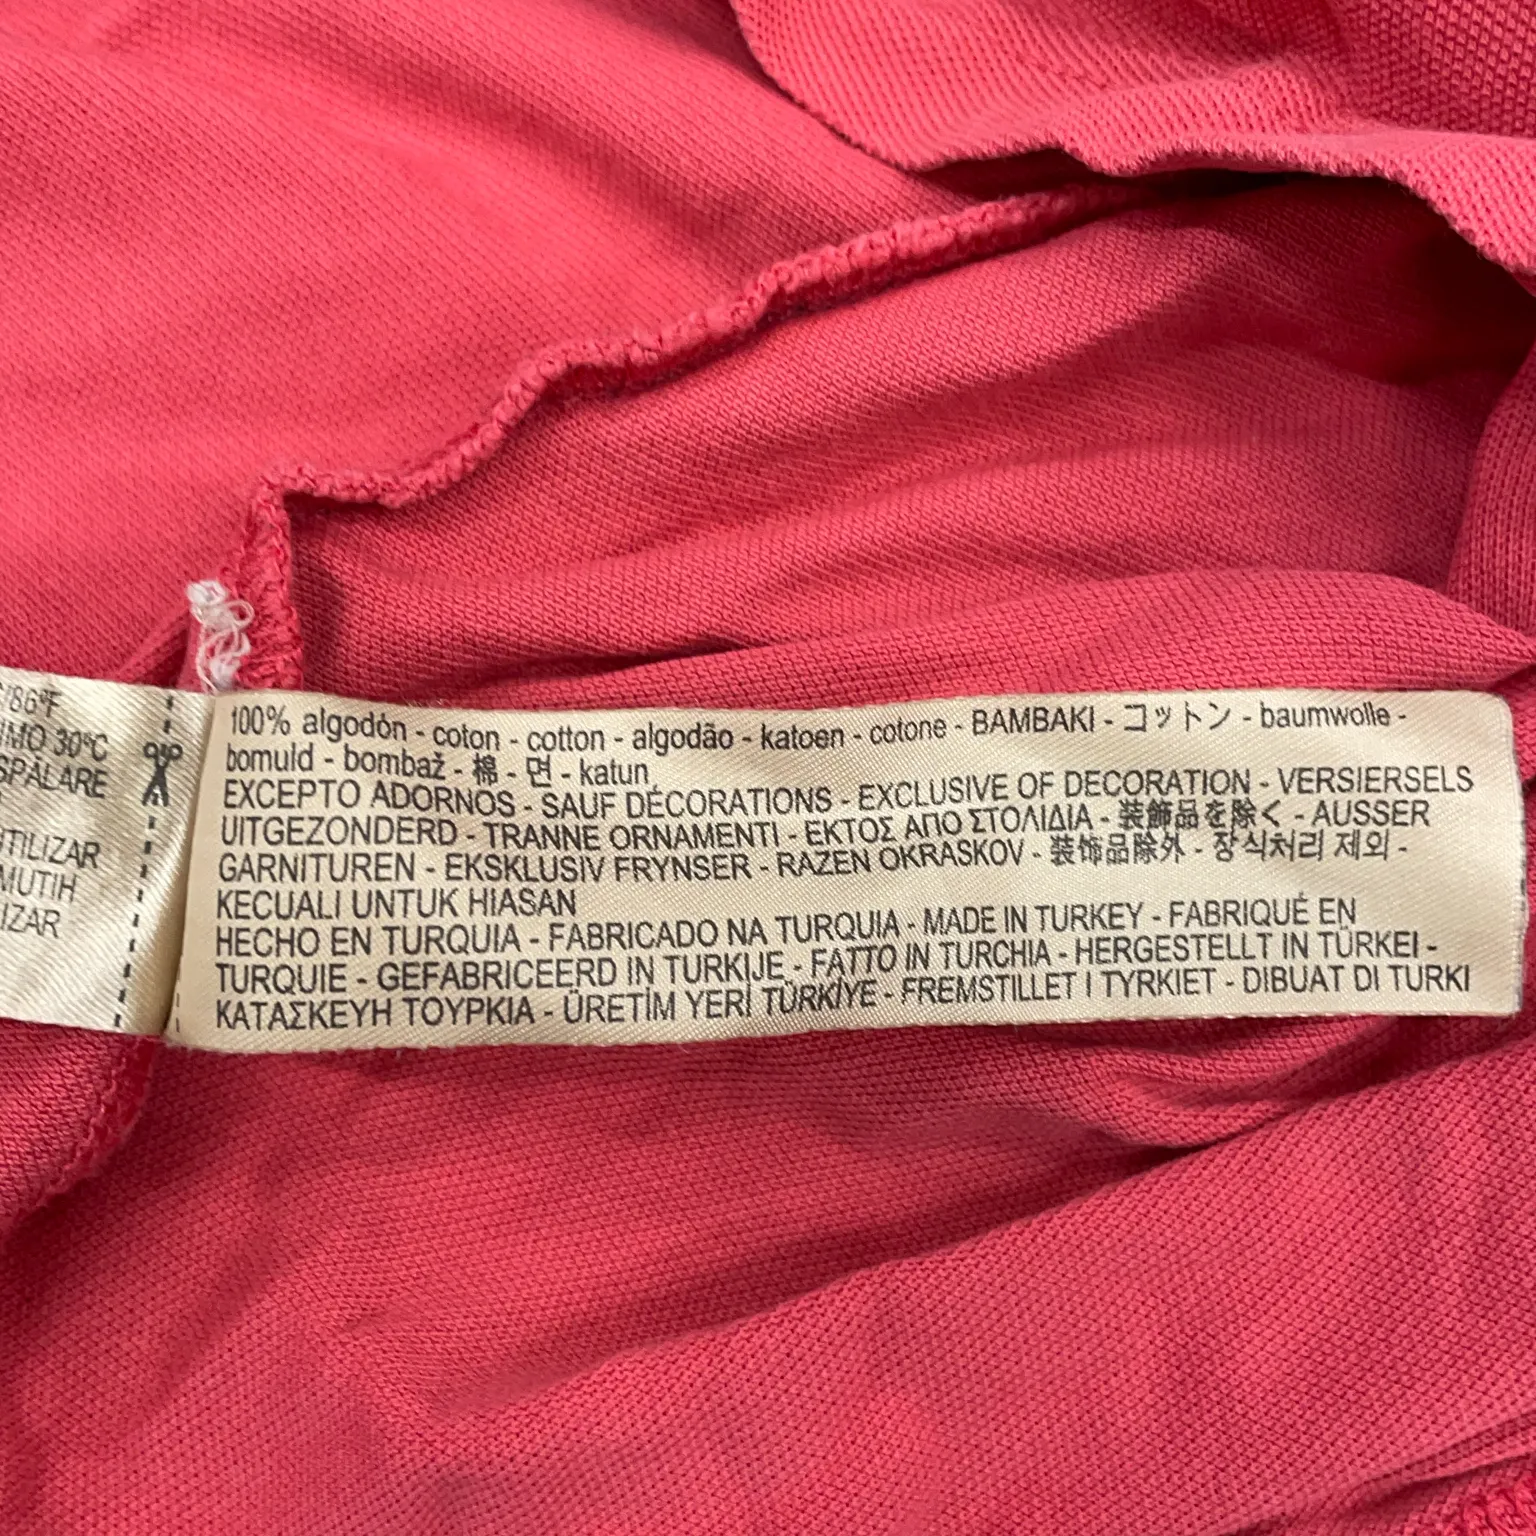 /86°F
IMO 30°C
SPĂLARE
UTILIZAR
MUTIH
IZAR
100% algodón - coton - cotton - algodão - katoen - cotone - BAMBAKI - コットン - baumwolle -
bomuld - bombaž - 棉 - 면 - katun
EXCEPTO ADORNOS - SAUF DÉCORATIONS - EXCLUSIVE OF DECORATION - VERSIERSELS
UITGEZONDERD - TRANNE ORNAMENTI - ΕΚΤΟΣ ΑΠΟ ΣΤΟΛΙΔΙΑ - 装飾品を除く - AUSSER
GARNITUREN - EKSKLUSIV FRYNSER - RAZEN OKRASKOV - 装饰品除外 - 장식처리 제외 -
KECUALI UNTUK HIASAN
HECHO EN TURQUIA - FABRICADO NA TURQUIA - MADE IN TURKEY - FABRIQUÉ EN
TURQUIE - GEFABRICEERD IN TURKIJE - FATTO IN TURCHIA - HERGESTELLT IN TÜRKEI -
ΚΑΤΑΣΚΕΥΗ ΤΟΥΡΚΙΑ - ÜRETİM YERİ TÜRKİYE - FREMSTILLET I TYRKIET - DIBUAT DI TURKI